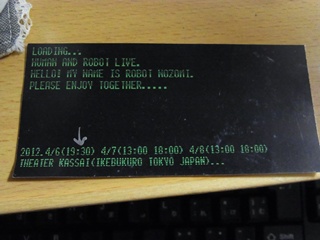 LOADING...
HUMAN AND ROBOT LIVE.
HELLO! MY NAME IS ROBOT NOZOMI.
PLEASE ENJOY TOGETHER.....
2012.4/6(19:30) 4/7(13:00 18:00) 4/8(13:00 18:00)
THEATER KASSAI(IKEBUKURO TOKYO JAPAN)...